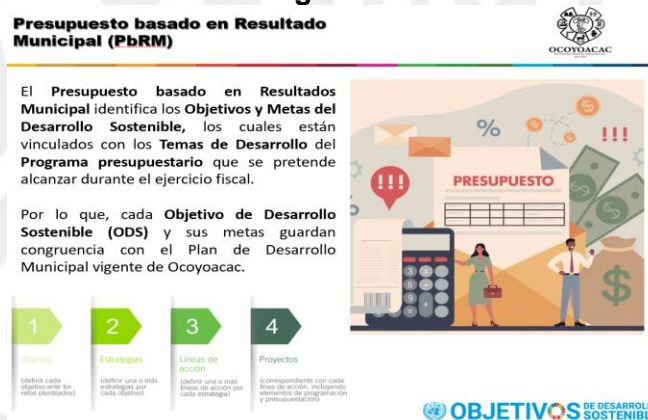 Presupuesto basado en Resultado
Municipal (PbRM)
OCOYOACAC
El Presupuesto basado en Resultados
Municipal identifica los Objetivos y Metas del
Desarrollo Sostenible, los cuales están
vinculados con los Temas de Desarrollo del
Programa presupuestario que se pretende
alcanzar durante el ejercicio fiscal.
Por lo que, cada Objetivo de Desarrollo
Sostenible (ODS) y sus metas guardan
congruencia con el Plan de Desarrollo
Municipal vigente de Ocoyoacac.
%
!!!
!!!
PRESUPUESTO
$
1
Objetivo
(definir cada
objetivo ante los
retos planteados)
2
Estrategias
(definir una o más
estrategias por
cada objetivo)
3
Líneas de
acción
(definir una o más
líneas de acción por
cada estrategia)
4
Proyectos
(correspondiente con cada
línea de acción, incluyendo
elementos de programación
y presupuestación)
OBJETIVOS DE DESARROLL
SOSTENIBLE